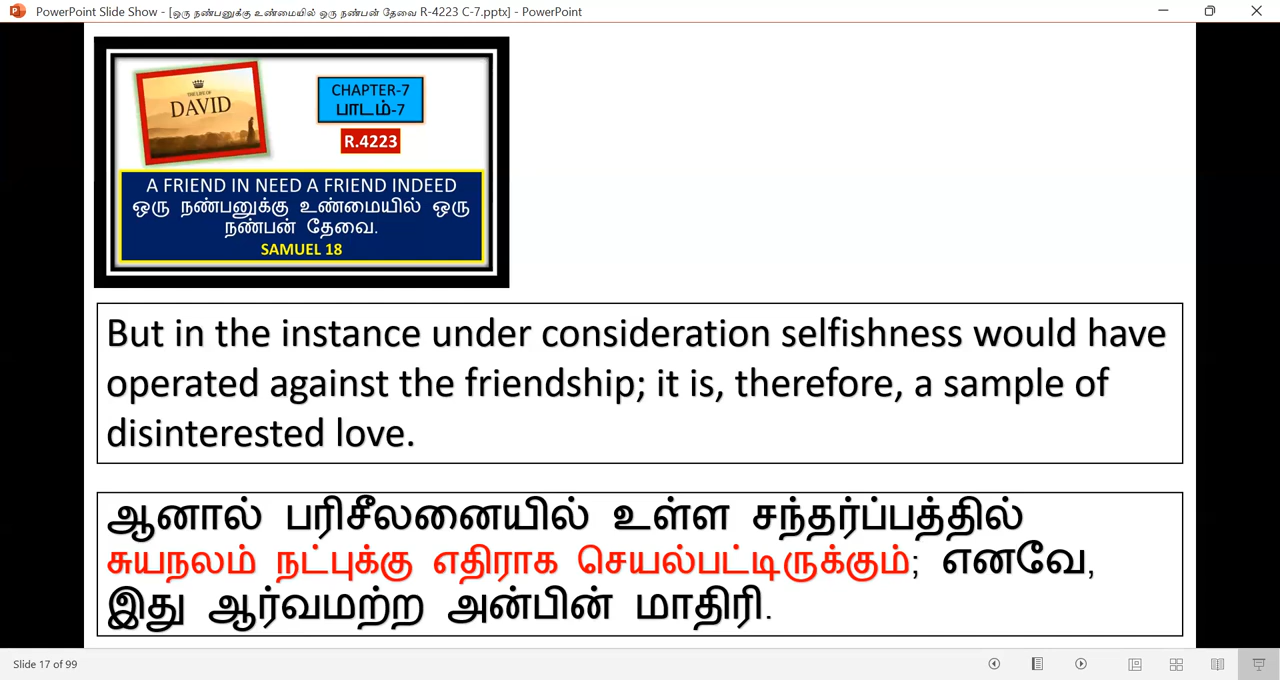 PowerPoint Slide Show - [ஒரு நண்பனுக்கு உண்மையில் ஒரு நண்பன் தேவை R-4223 C-7.pptx] - PowerPoint
THE LIFE OF
DAVID
CHAPTER-7
பாடம்-7
R.4223
A FRIEND IN NEED A FRIEND INDEED
ஒரு நண்பனுக்கு உண்மையில் ஒரு
நண்பன் தேவை.
SAMUEL 18
But in the instance under consideration selfishness would have
operated against the friendship; it is, therefore, a sample of
disinterested love.
ஆனால் பரிசீலனையில் உள்ள சந்தர்ப்பத்தில்
சுயநலம் நட்புக்கு எதிராக செயல்பட்டிருக்கும்; எனவே,
இது ஆர்வமற்ற அன்பின் மாதிரி.
Slide 17 of 99